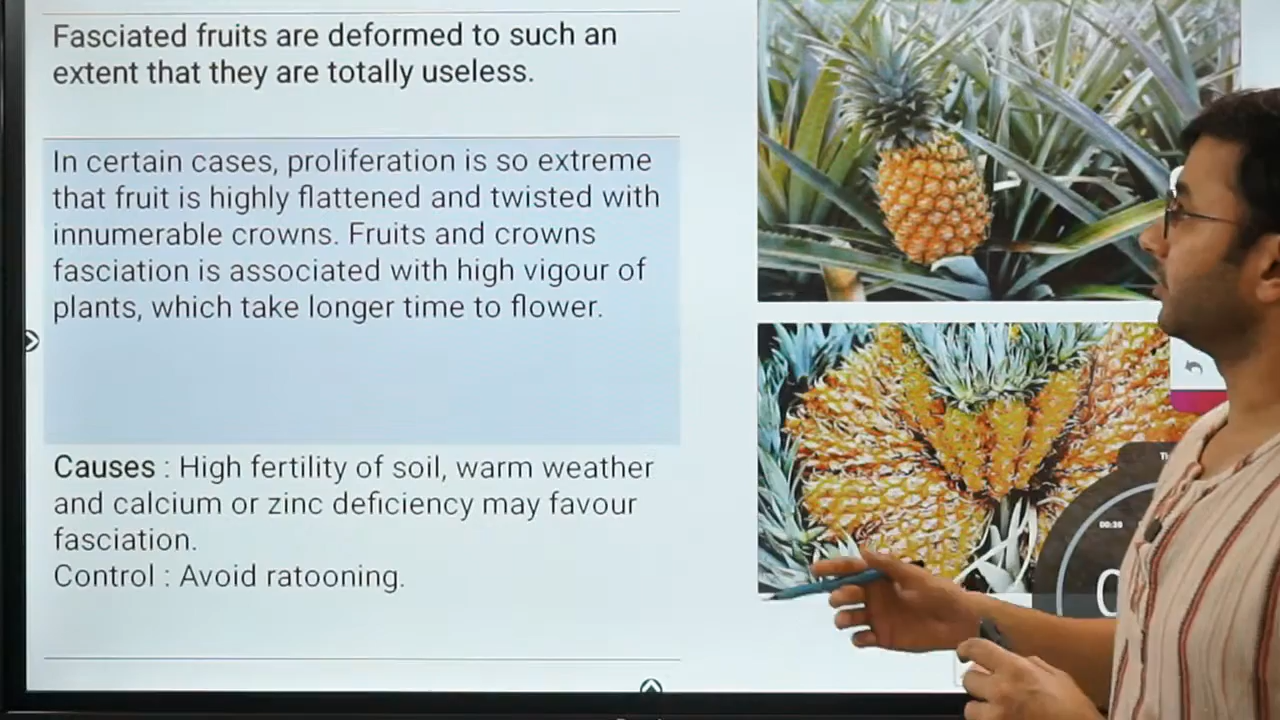 Fasciated fruits are deformed to such an
extent that they are totally useless.
In certain cases, proliferation is so extreme
that fruit is highly flattened and twisted with
innumerable crowns. Fruits and crowns
fasciation is associated with high vigour of
plants, which take longer time to flower.
Causes : High fertility of soil, warm weather
and calcium or zinc deficiency may favour
fasciation.
Control : Avoid ratooning.